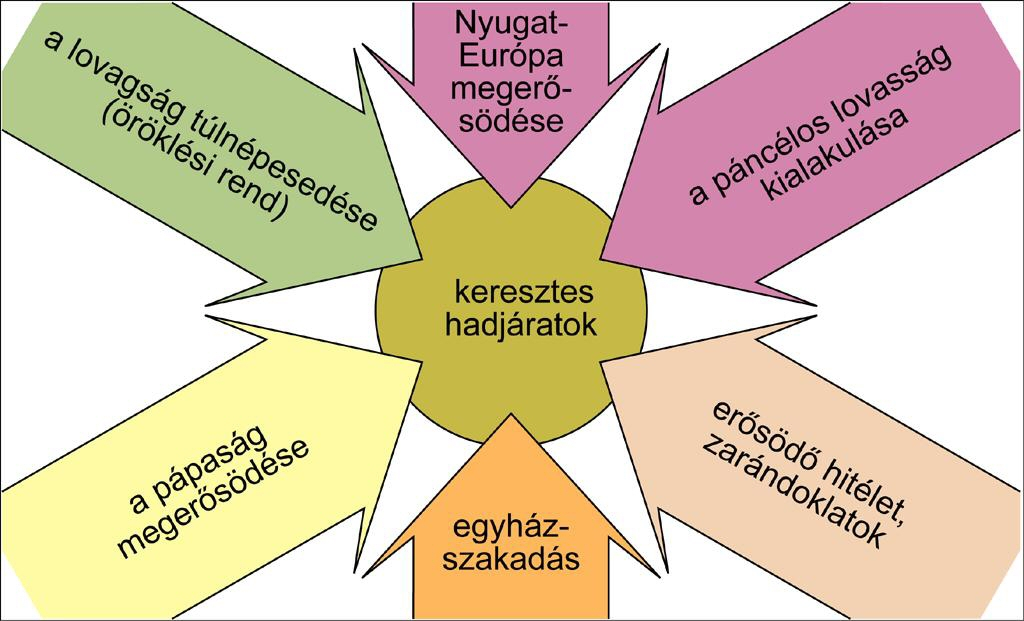 a lovagság túlnépesedése
(öröklési rend)
Nyugat-
Európa
megerő-
södése
a páncélos lovasság
kialakulása
keresztes
hadjáratok
a pápaság
megerősödése
egyház-
szakadás
erősödő hitélet,
zarándoklatok